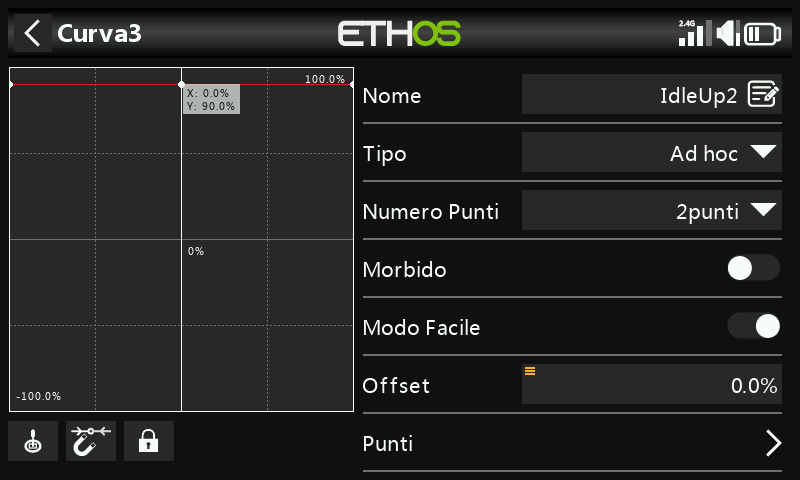 Curva3
ETHOS
2.4G
100.0%
X: 0.0%
Y: 90.0%
0%
-100.0%
Nome
IdleUp2
Tipo
Ad hoc
Numero Punti
2punti
Morbido
Modo Facile
Offset
0.0%
Punti